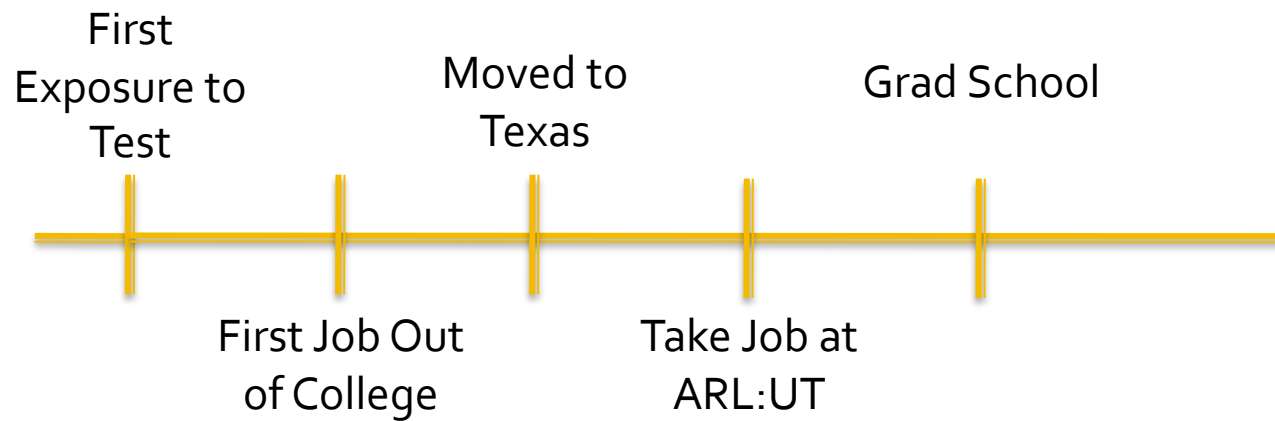 First
Exposure to
Test
First Job Out
of College
Moved to
Texas
Take Job at
ARL:UT
Grad School